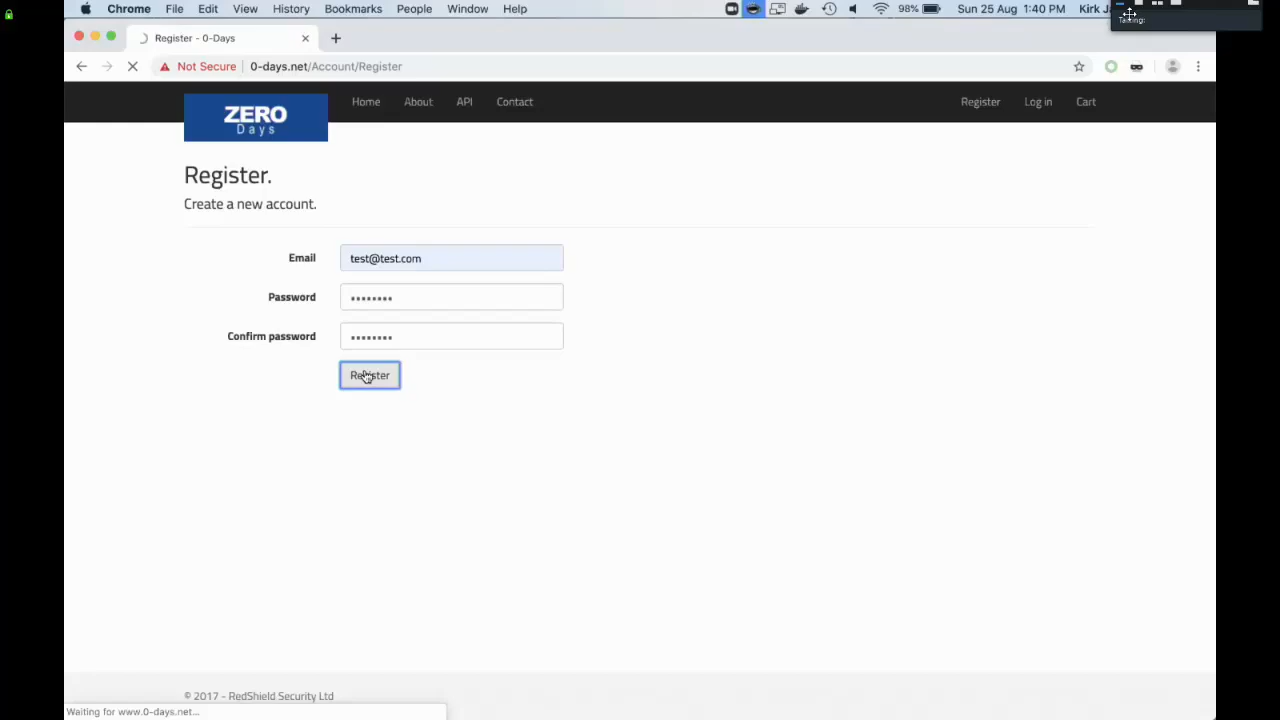 Chrome File Edit View History Bookmarks People Window Help 98% Sun 25 Aug 1:40 PM Kirk
Register - 0-Days
Not Secure 0-days.net/Account/Register
ZERO
Days
Home About API Contact Register Log in Cart
Register.
Create a new account.
Email test@test.com
Password ••••••••
Confirm password ••••••••
Register
© 2017 - RedShield Security Ltd
Waiting for www.0-days.net...